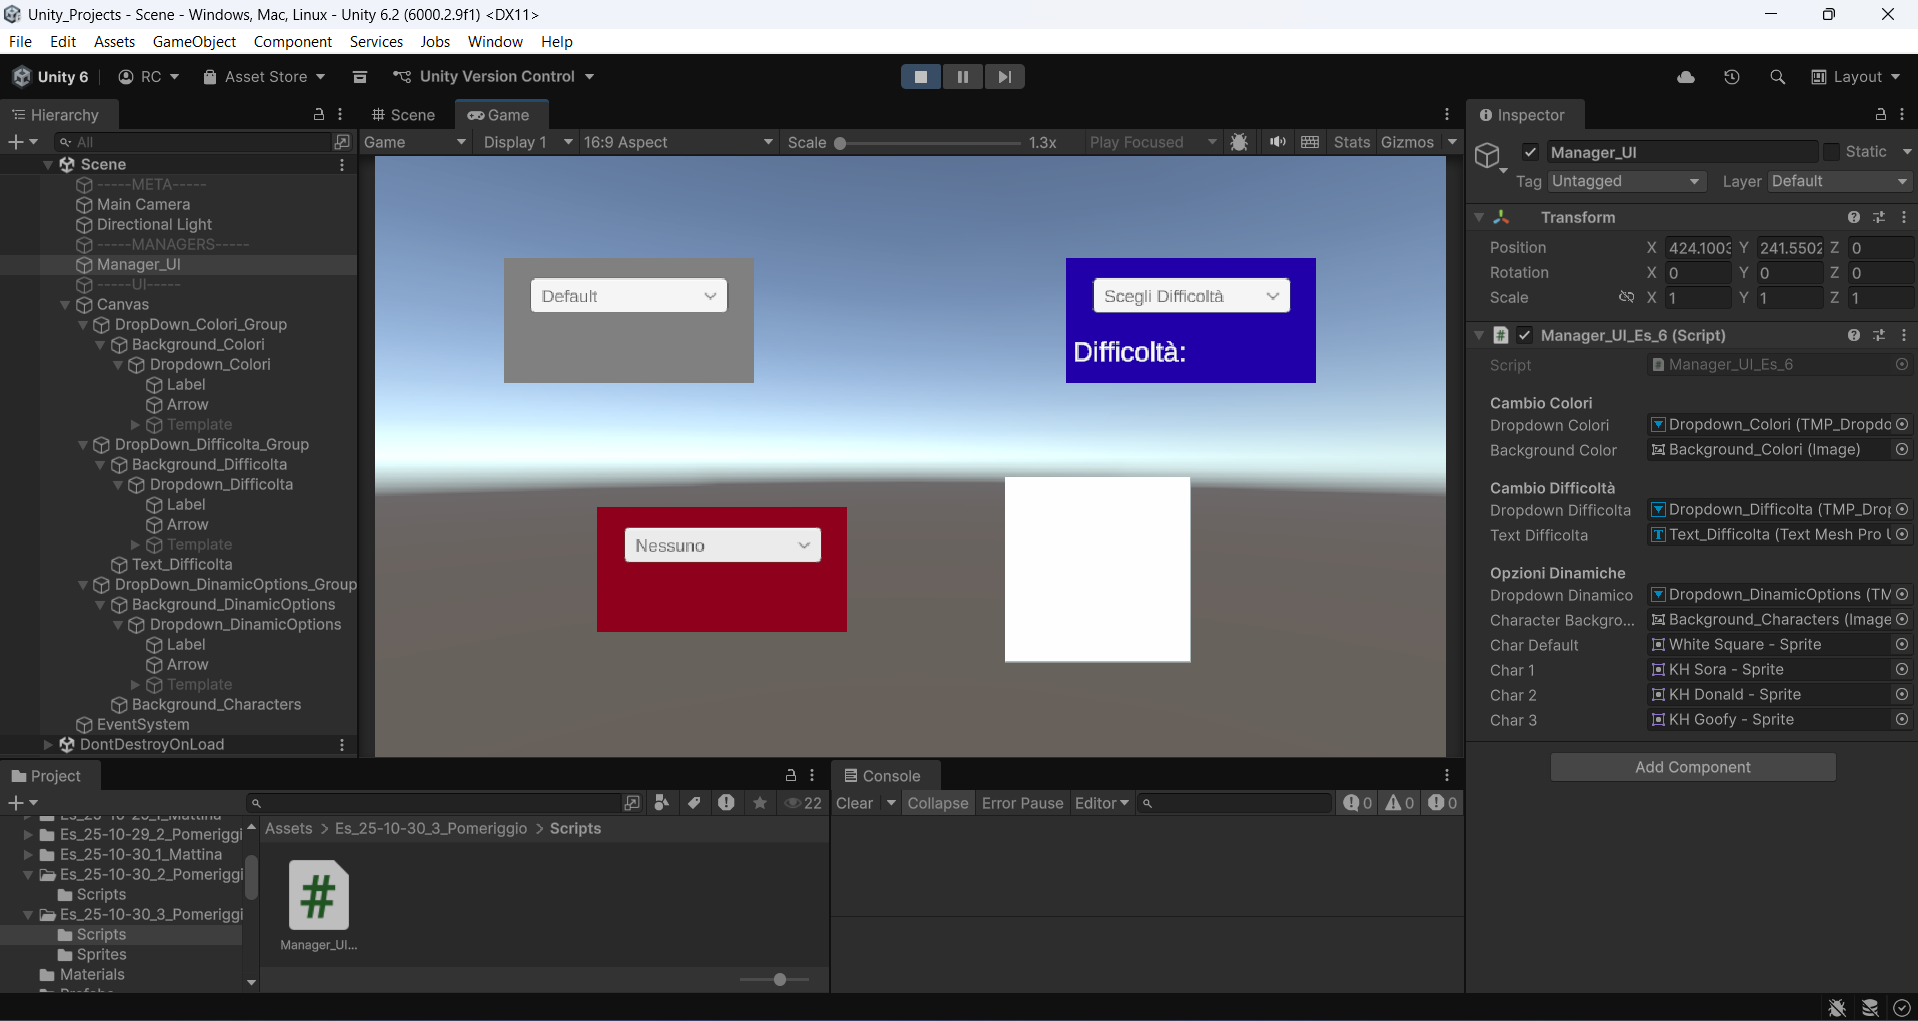 Unity_Projects - Scene - Windows, Mac, Linux - Unity 6.2 (6000.2.9f1) <DX11>
File Edit Assets GameObject Component Services Jobs Window Help
Unity 6 RC Asset Store Unity Version Control Layout
Hierarchy
All
Scene
-----META-----
Main Camera
Directional Light
-----MANAGERS-----
Manager_UI
-----UI-----
Canvas
DropDown_Colori_Group
Background_Colori
Dropdown_Colori
Label
Arrow
Template
DropDown_Difficolta_Group
Background_Difficolta
Dropdown_Difficolta
Label
Arrow
Template
Text_Difficolta
DropDown_DinamicOptions_Group
Background_DinamicOptions
Dropdown_DinamicOptions
Label
Arrow
Template
Background_Characters
EventSystem
DontDestroyOnLoad
Scene Game
Game Display 1 16:9 Aspect Scale 1.3x Play Focused Stats Gizmos
Default
Scegli Difficoltà
Difficoltà:
Nessuno
Inspector
Manager_UI Static
Tag Untagged Layer Default
Transform
Position X 424.1003 Y 241.5502 Z 0
Rotation X 0 Y 0 Z 0
Scale X 1 Y 1 Z 1
Manager_UI_Es_6 (Script)
Script Manager_UI_Es_6
Cambio Colori
Dropdown Colori Dropdown_Colori (TMP_Dropdo
Background Color Background_Colori (Image)
Cambio Difficoltà
Dropdown Difficolta Dropdown_Difficolta (TMP_Drop
Text Difficolta Text_Difficolta (Text Mesh Pro U
Opzioni Dinamiche
Dropdown Dinamico Dropdown_DinamicOptions (TM
Character Backgro... Background_Characters (Image
Char Default White Square - Sprite
Char 1 KH Sora - Sprite
Char 2 KH Donald - Sprite
Char 3 KH Goofy - Sprite
Add Component
Project
22
Es_25-10-29_1_Mattina
Es_25-10-29_2_Pomeriggi
Es_25-10-30_1_Mattina
Es_25-10-30_2_Pomeriggi
Scripts
Es_25-10-30_3_Pomeriggi
Scripts
Sprites
Materials
Prefabs
Assets > Es_25-10-30_3_Pomeriggio > Scripts
Manager_UI...
Console
Clear Collapse Error Pause Editor 0 0 0